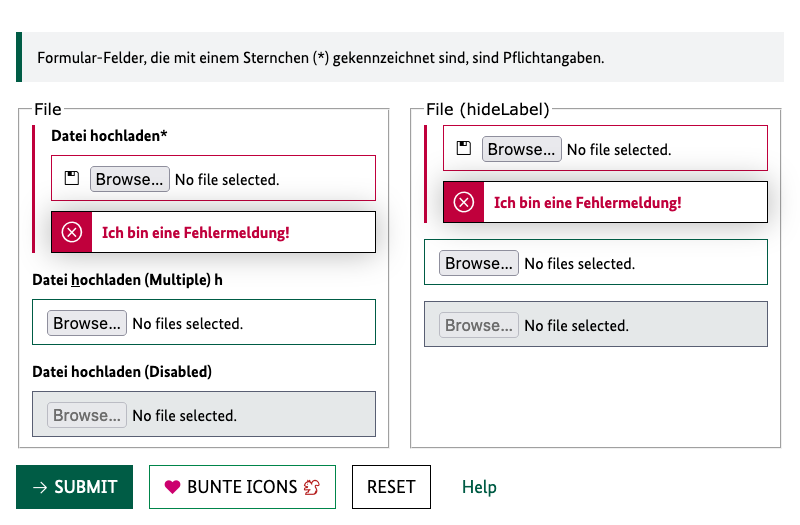 Formular-Felder, die mit einem Sternchen (*) gekennzeichnet sind, sind Pflichtangaben.
File
Datei hochladen*
Browse... No file selected.
Ich bin eine Fehlermeldung!
Datei hochladen (Multiple) h
Browse... No files selected.
Datei hochladen (Disabled)
Browse... No file selected.
File (hideLabel)
Browse... No file selected.
Ich bin eine Fehlermeldung!
Browse... No files selected.
Browse... No file selected.
SUBMIT
BUNTE ICONS
RESET
Help